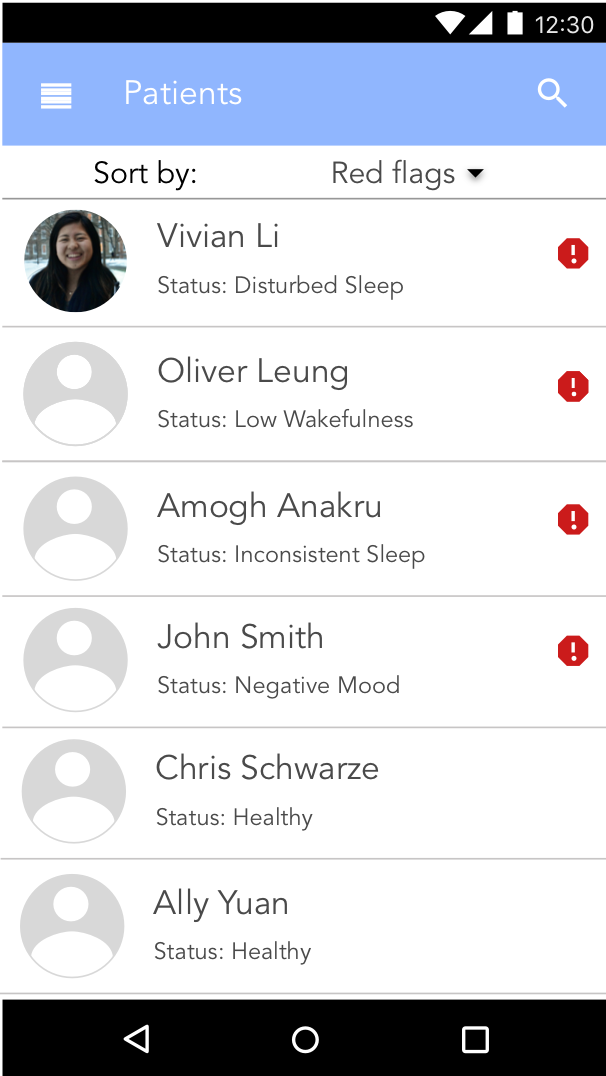 12:30
Patients
Sort by: Red flags
Vivian Li
Status: Disturbed Sleep
Oliver Leung
Status: Low Wakefulness
Amogh Anakru
Status: Inconsistent Sleep
John Smith
Status: Negative Mood
Chris Schwarze
Status: Healthy
Ally Yuan
Status: Healthy